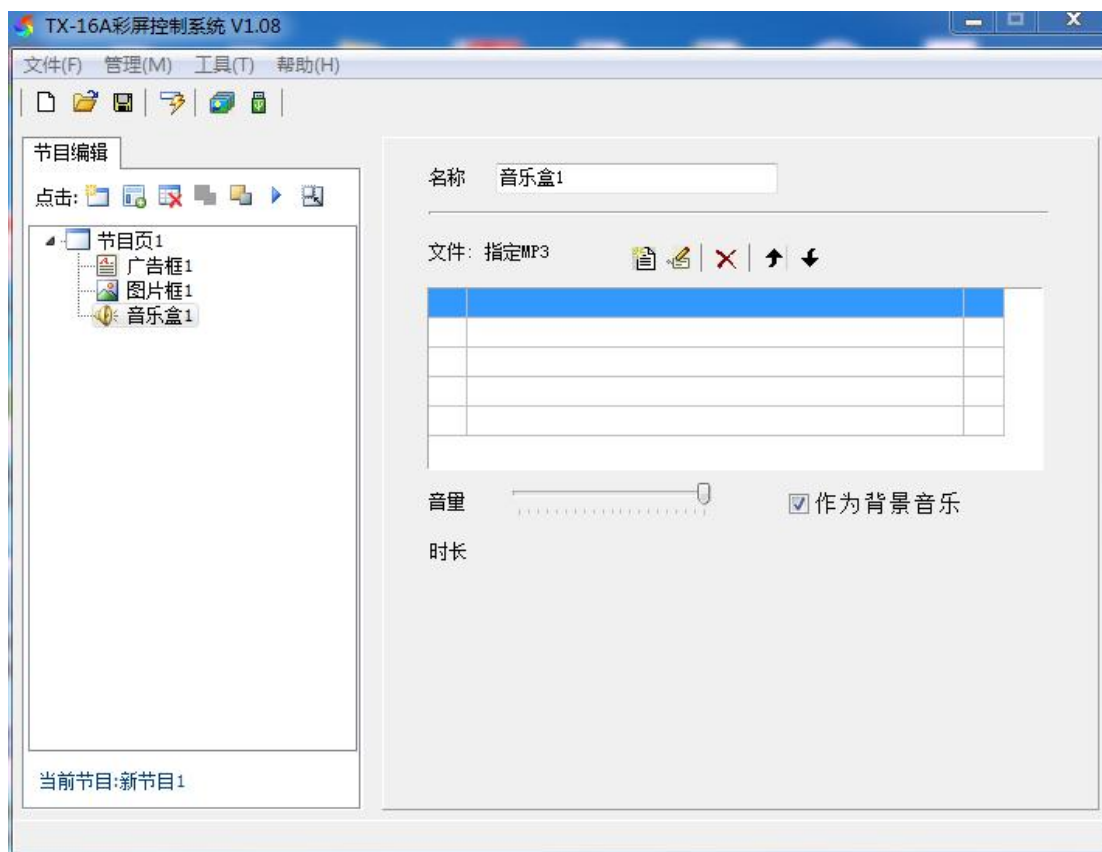 TX-16A彩屏控制系统 V1.08
文件(F) 管理(M) 工具(T) 帮助(H)
节目编辑
点击:
节目页1
广告框1
图片框1
音乐盒1
当前节目:新节目1
名称 音乐盒1
文件: 指定MP3
音量 作为背景音乐
时长